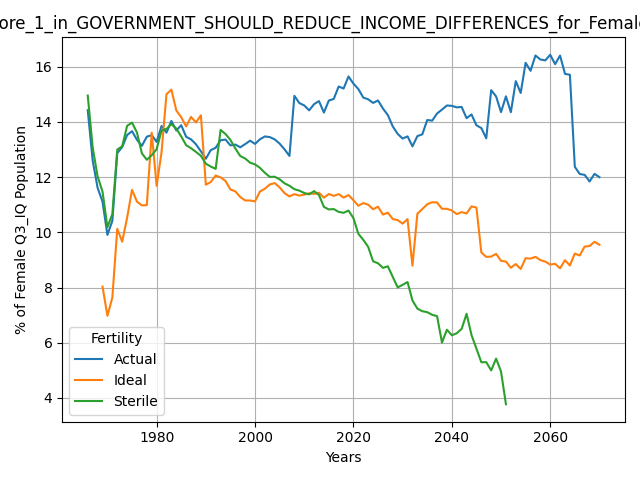 ore_1_in_GOVERNMENT_SHOULD_REDUCE_INCOME_DIFFERENCES_for_Female
% of Female Q3_IQ Population
16
14
12
10
8
6
4
Fertility
Actual
Ideal
Sterile
1980 2000 2020 2040 2060
Years